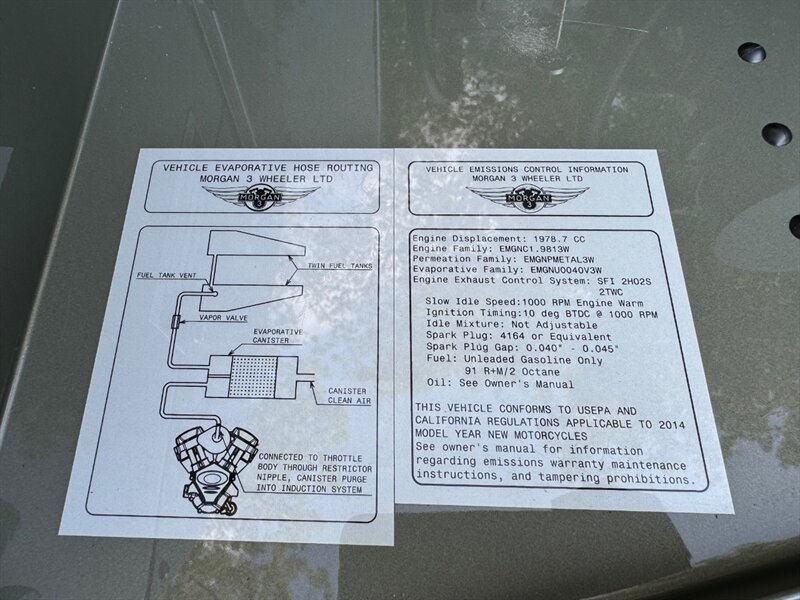 VEHICLE EVAPORATIVE HOSE ROUTING
MORGAN 3 WHEELER LTD
MORGAN
3
TWIN FUEL TANKS
FUEL TANK VENT
VAPOR VALVE
EVAPORATIVE
CANISTER
CANISTER
CLEAN AIR
CONNECTED TO THROTTLE
BODY THROUGH RESTRICTOR
NIPPLE, CANISTER PURGE
INTO INDUCTION SYSTEM
VEHICLE EMISSIONS CONTROL INFORMATION
MORGAN 3 WHEELER LTD
MORGAN
3
Engine Displacement: 1978.7 CC
Engine Family: EMGNC1.9813W
Permeation Family: EMGNPMETAL3W
Evaporative Family: EMGNU0040V3W
Engine Exhaust Control System: SFI 2HO2S
2TWC
Slow Idle Speed:1000 RPM Engine Warm
Ignition Timing:10 deg BTDC @ 1000 RPM
Idle Mixture: Not Adjustable
Spark Plug: 4164 or Equivalent
Spark Plug Gap: 0.040" - 0.045"
Fuel: Unleaded Gasoline Only
91 R+M/2 Octane
Oil: See Owner's Manual
THIS VEHICLE CONFORMS TO USEPA AND
CALIFORNIA REGULATIONS APPLICABLE TO 2014
MODEL YEAR NEW MOTORCYCLES
See owner's manual for information
regarding emissions warranty maintenance
instructions, and tampering prohibitions.